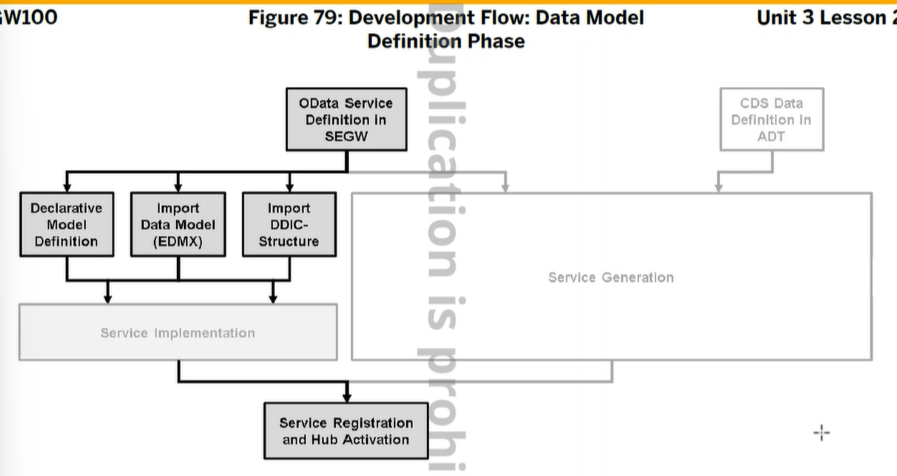 GW100
Figure 79: Development Flow: Data Model
Definition Phase
Unit 3 Lesson 2
OData Service
Definition in
SEGW
CDS Data
Definition in
ADT
Declarative
Model
Definition
Import
Data Model
(EDMX)
Import
DDIC-
Structure
Service Generation
Service Implementation
Service Registration
and Hub Activation
Duplication is prohi